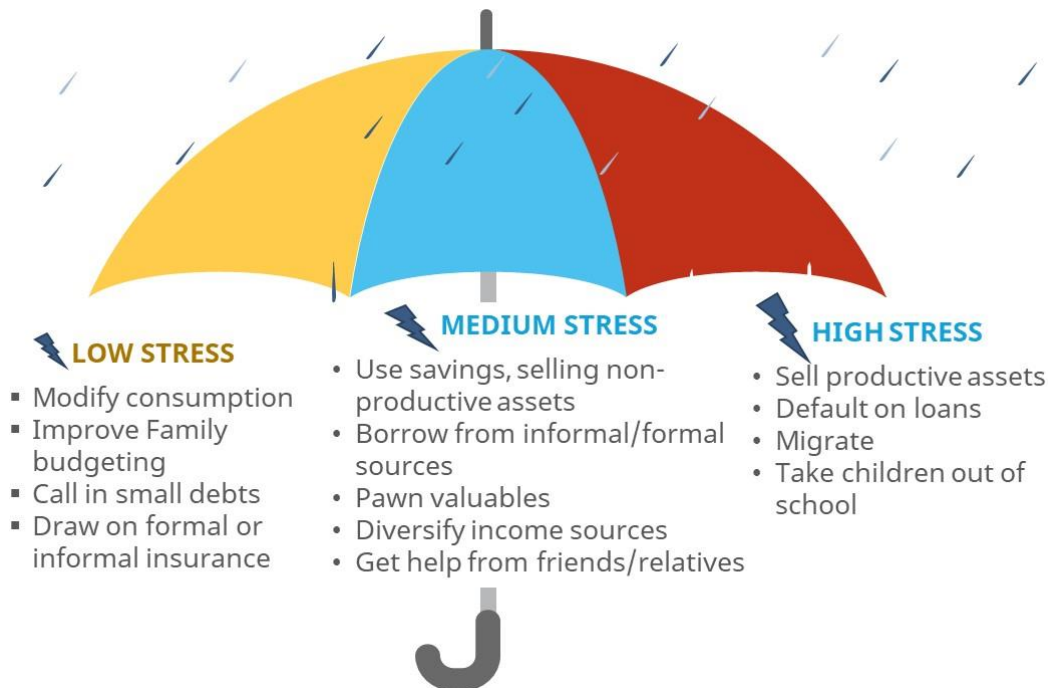 LOW STRESS
▪ Modify consumption
▪ Improve Family
budgeting
▪ Call in small debts
▪ Draw on formal or
informal insurance
MEDIUM STRESS
• Use savings, selling non-
productive assets
• Borrow from informal/formal
sources
• Pawn valuables
• Diversify income sources
• Get help from friends/relatives
HIGH STRESS
• Sell productive assets
• Default on loans
• Migrate
• Take children out of
school